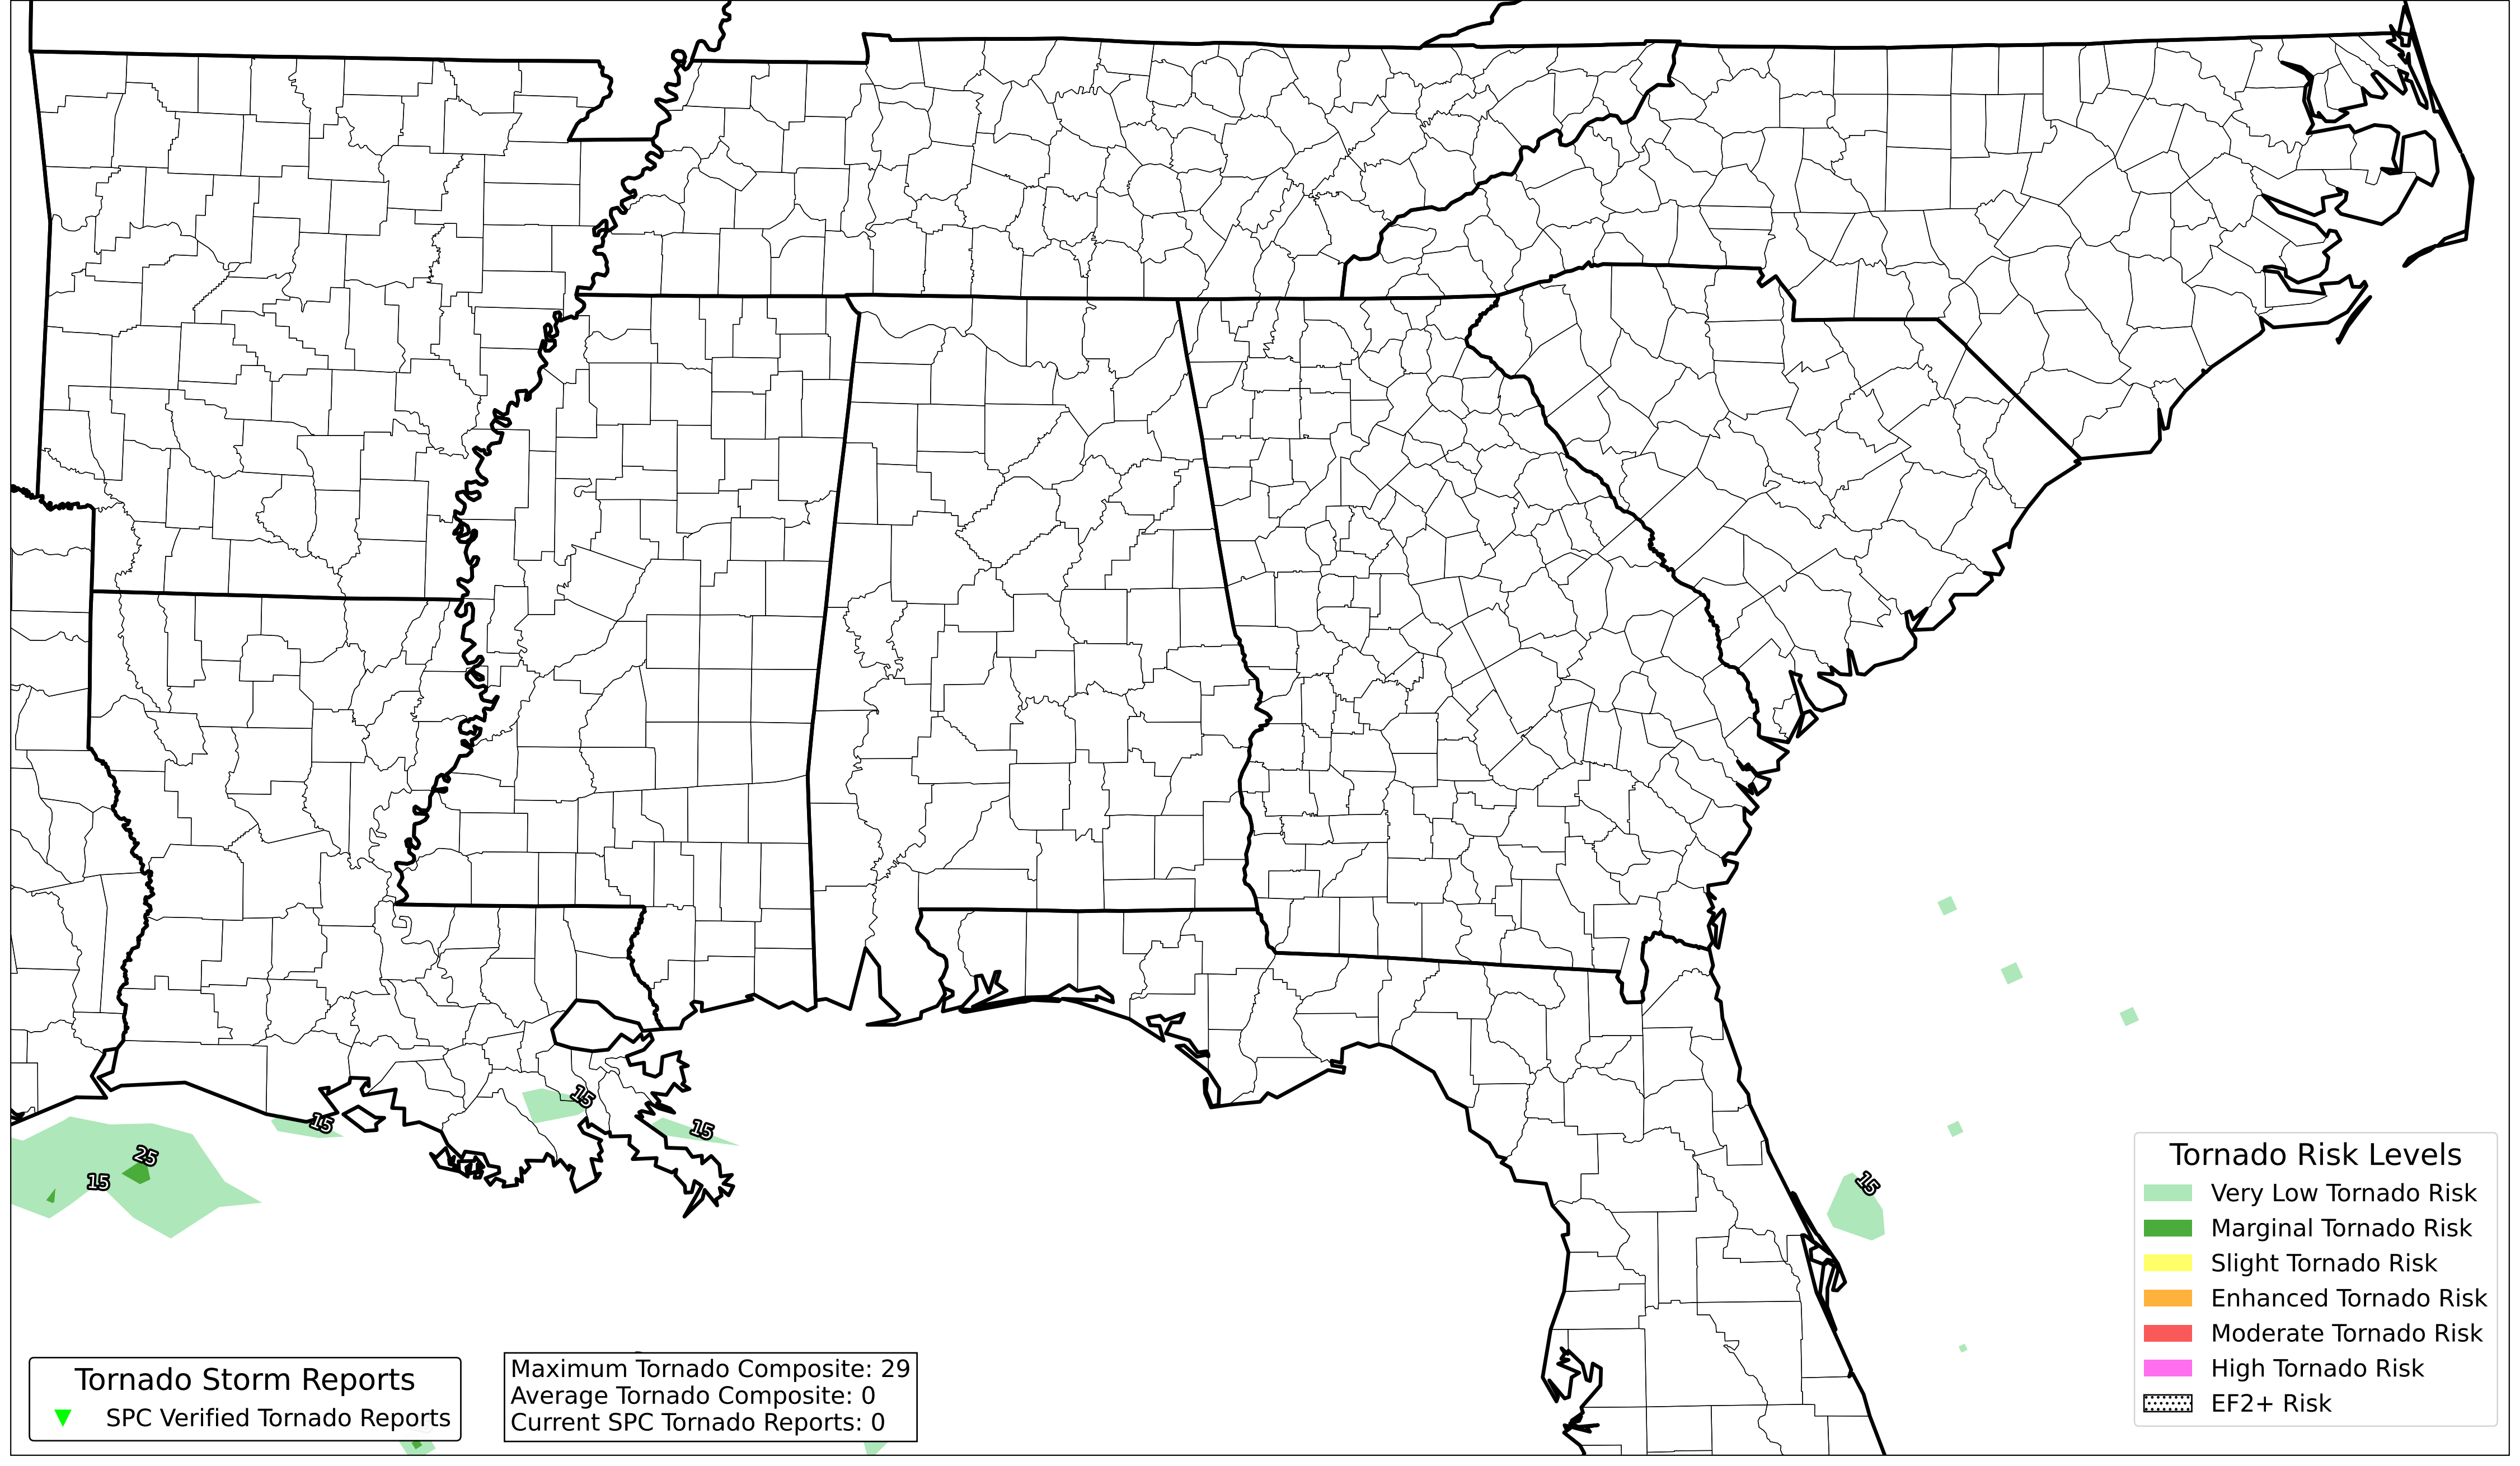 15
15
15
25
15
15
Tornado Risk Levels
Very Low Tornado Risk
Marginal Tornado Risk
Slight Tornado Risk
Enhanced Tornado Risk
Moderate Tornado Risk
High Tornado Risk
EF2+ Risk
Tornado Storm Reports
SPC Verified Tornado Reports
Maximum Tornado Composite: 29
Average Tornado Composite: 0
Current SPC Tornado Reports: 0